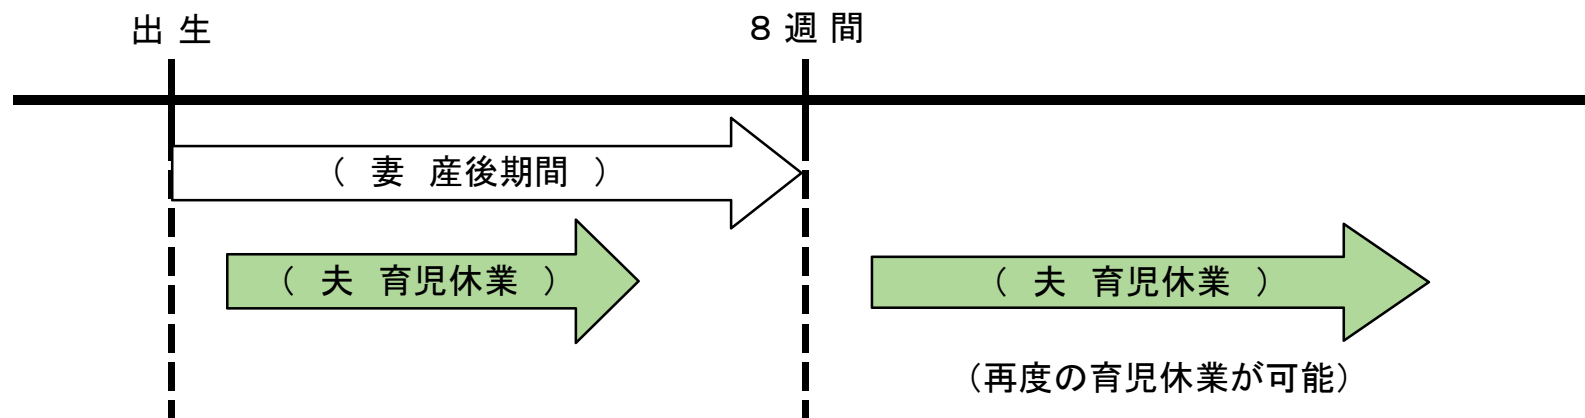 出 生
８ 週 間
（ 妻 産後期間 ）
（ 夫 育児休業 ）
（ 夫 育児休業 ）
（再度の育児休業が可能）